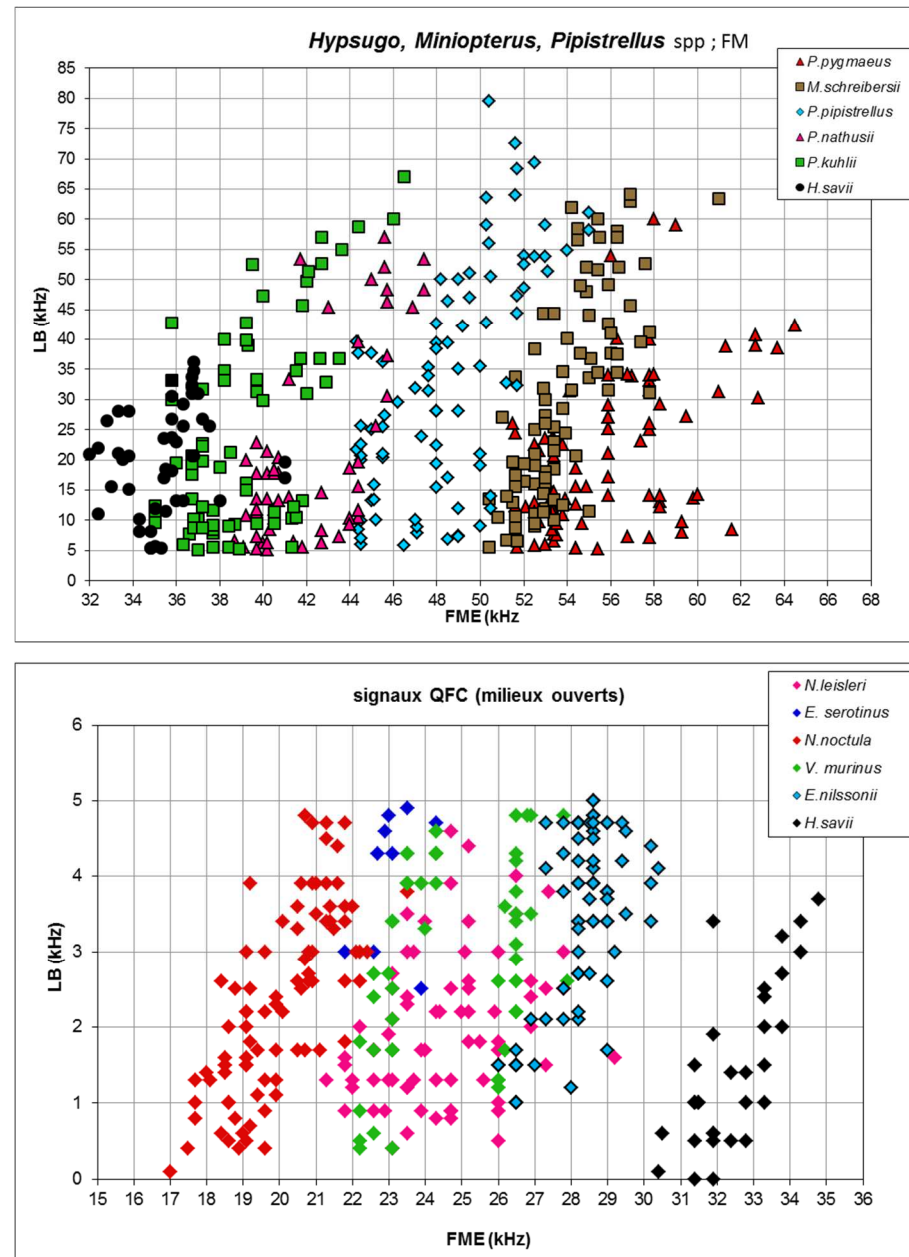 Hypsugo, Miniopterus, Pipistrellus spp ; FM
P.pygmaeus
M.schreibersii
P.pipistrellus
P.nathusii
P.kuhlii
H.savii
LB (kHz)
85
80
75
70
65
60
55
50
45
40
35
30
25
20
15
10
5
0
32 34 36 38 40 42 44 46 48 50 52 54 56 58 60 62 64 66 68
FME (kHz
signaux QFC (milieux ouverts)
N.leisleri
E. serotinus
N.noctula
V. murinus
E.nilssonii
H.savii
LB (kHz)
6
5
4
3
2
1
0
15 16 17 18 19 20 21 22 23 24 25 26 27 28 29 30 31 32 33 34 35 36
FME (kHz)